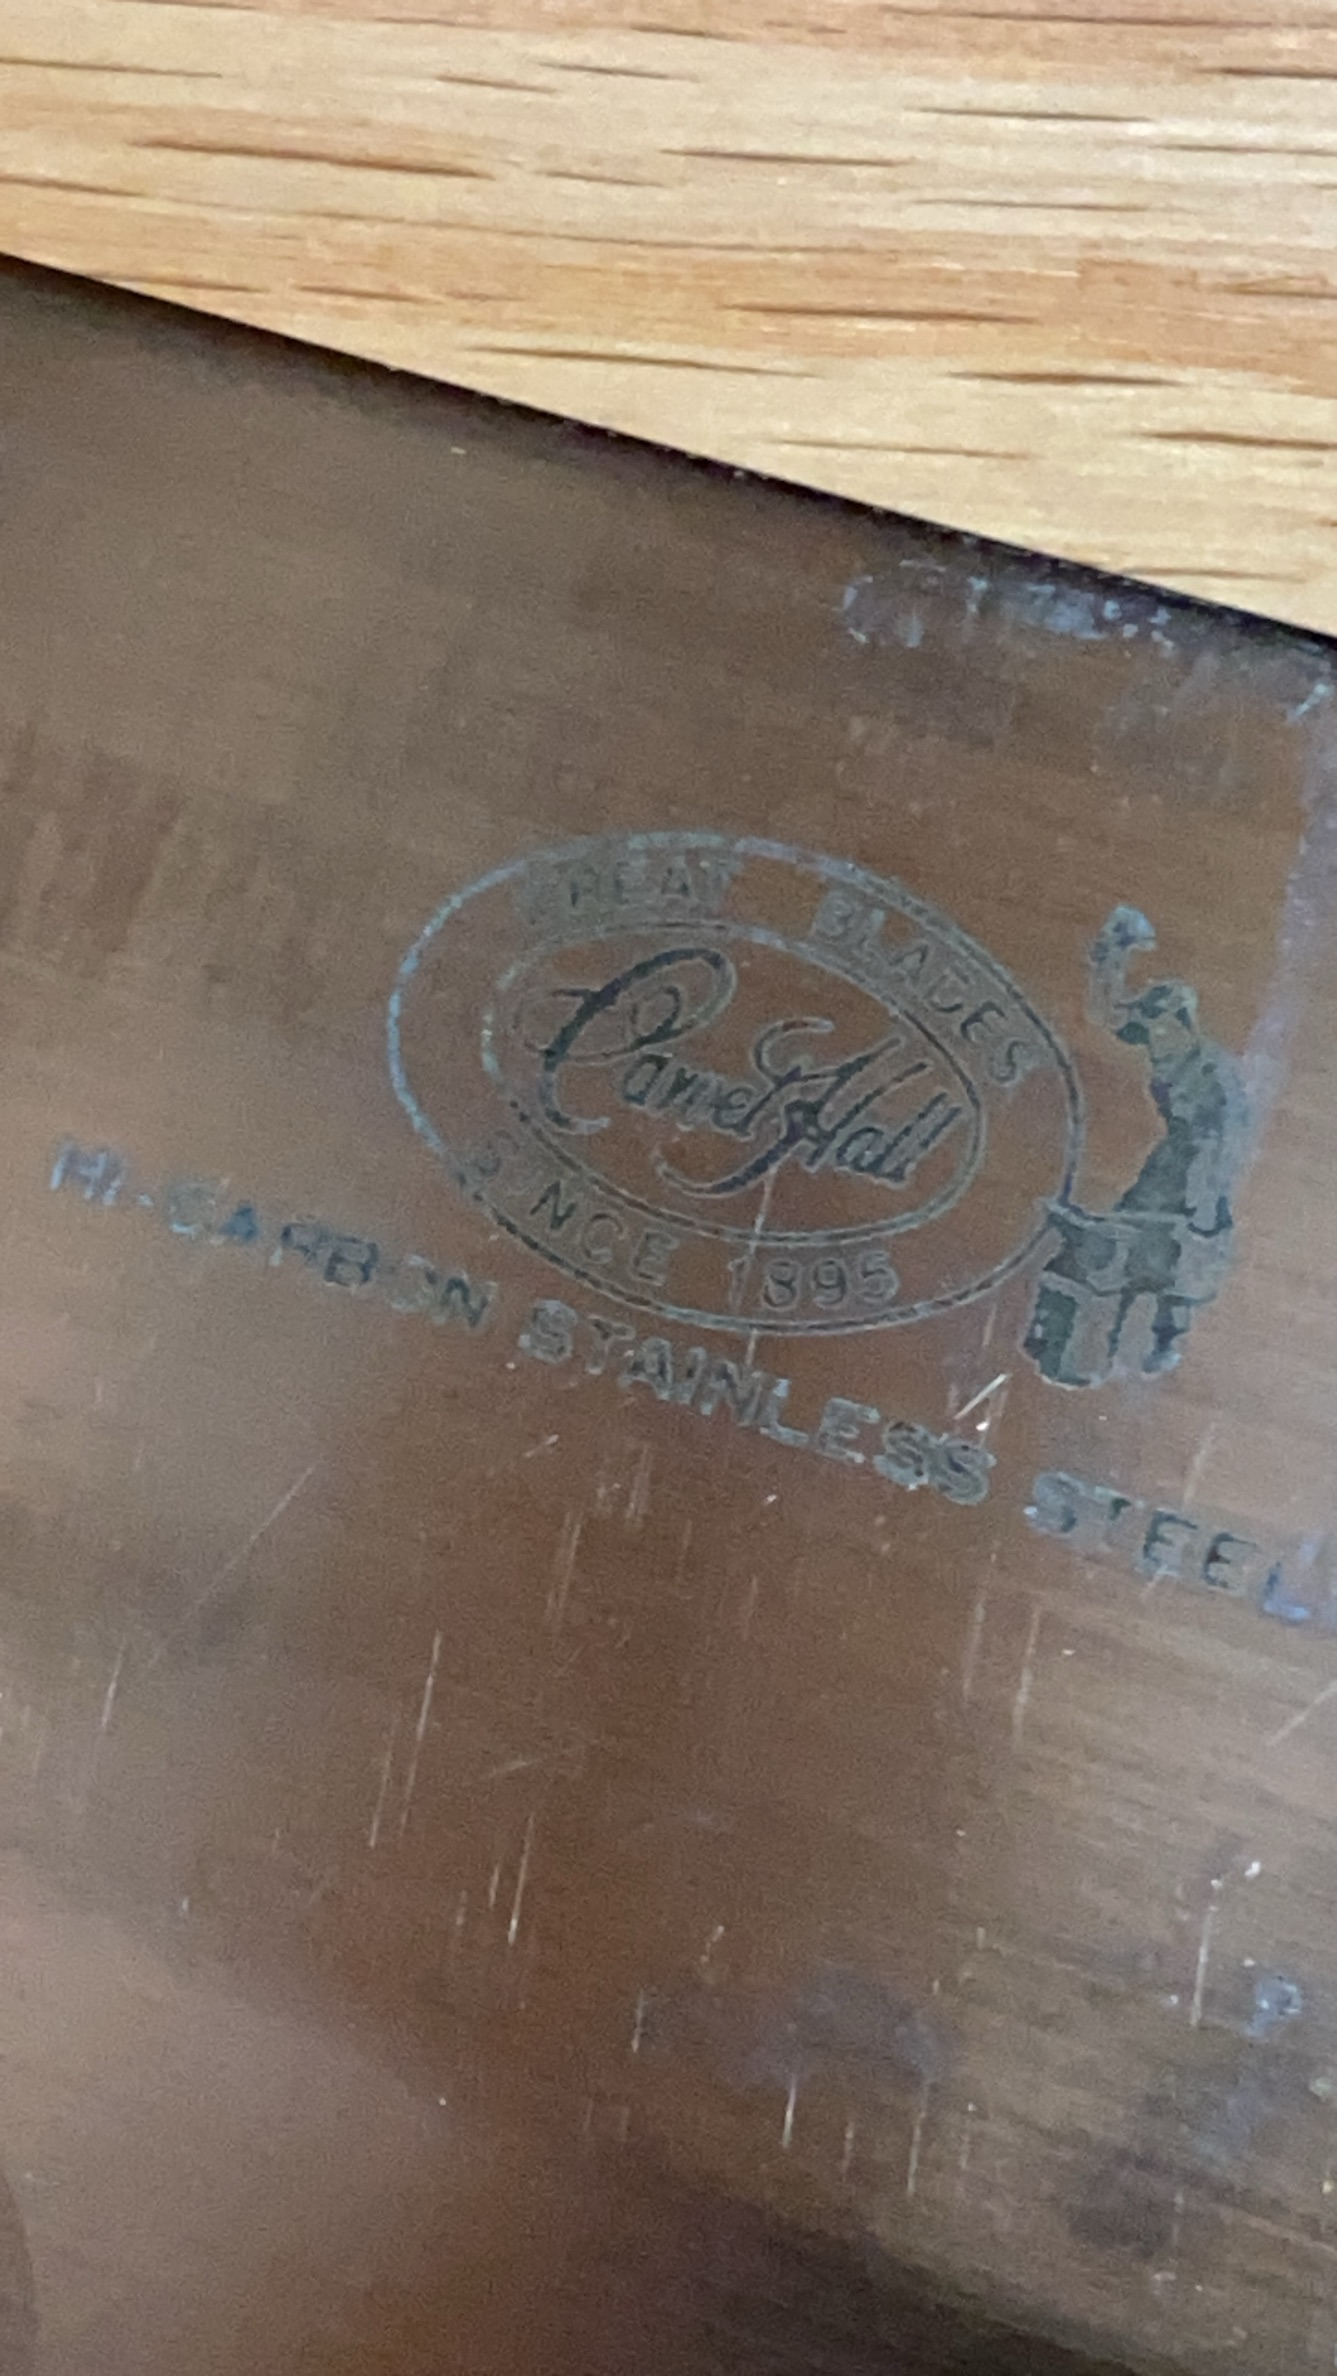 GREAT BLADES
Carvel Hall
SINCE 1895
HI-CARBON STAINLESS STEEL